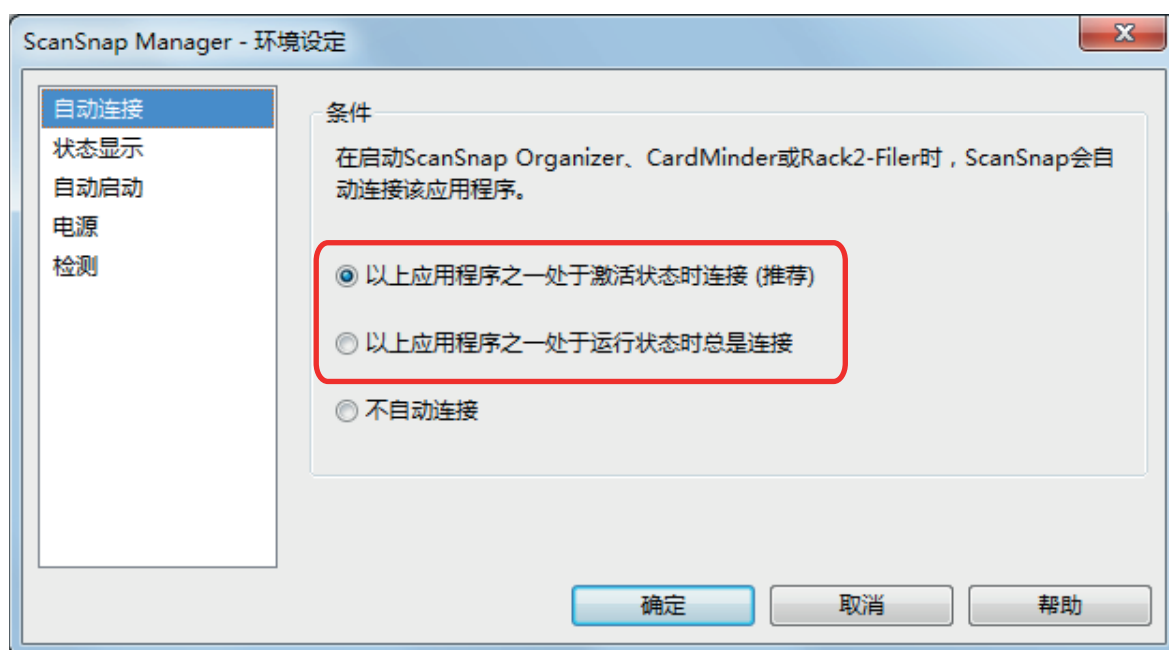 ScanSnap Manager - 环境设定
自动连接
状态显示
自动启动
电源
检测
条件
在启动ScanSnap Organizer、CardMinder或Rack2-Filer时，ScanSnap会自
动连接该应用程序。
以上应用程序之一处于激活状态时连接 (推荐)
以上应用程序之一处于运行状态时总是连接
不自动连接
确定
取消
帮助